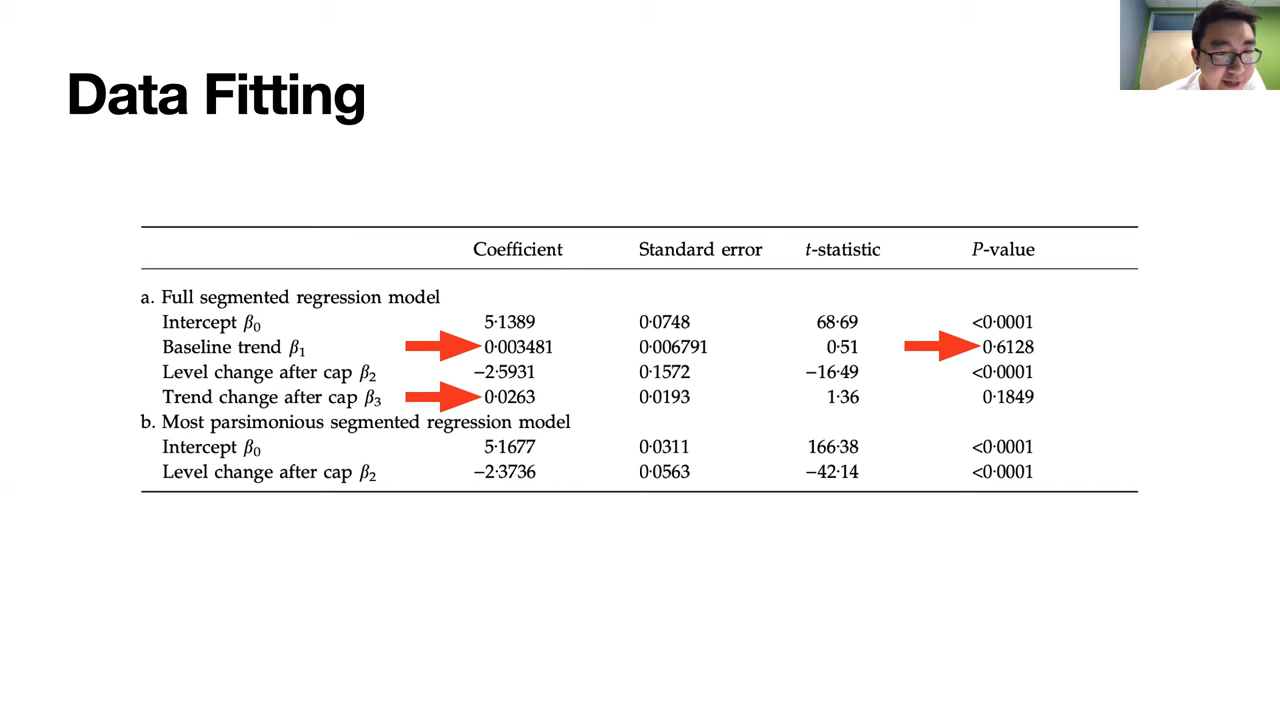 Data Fitting
Coefficient Standard error t-statistic P-value
a. Full segmented regression model
Intercept β0 5·1389 0·0748 68·69 <0·0001
Baseline trend β1 0·003481 0·006791 0·51 0·6128
Level change after cap β2 −2·5931 0·1572 −16·49 <0·0001
Trend change after cap β3 0·0263 0·0193 1·36 0·1849
b. Most parsimonious segmented regression model
Intercept β0 5·1677 0·0311 166·38 <0·0001
Level change after cap β2 −2·3736 0·0563 −42·14 <0·0001